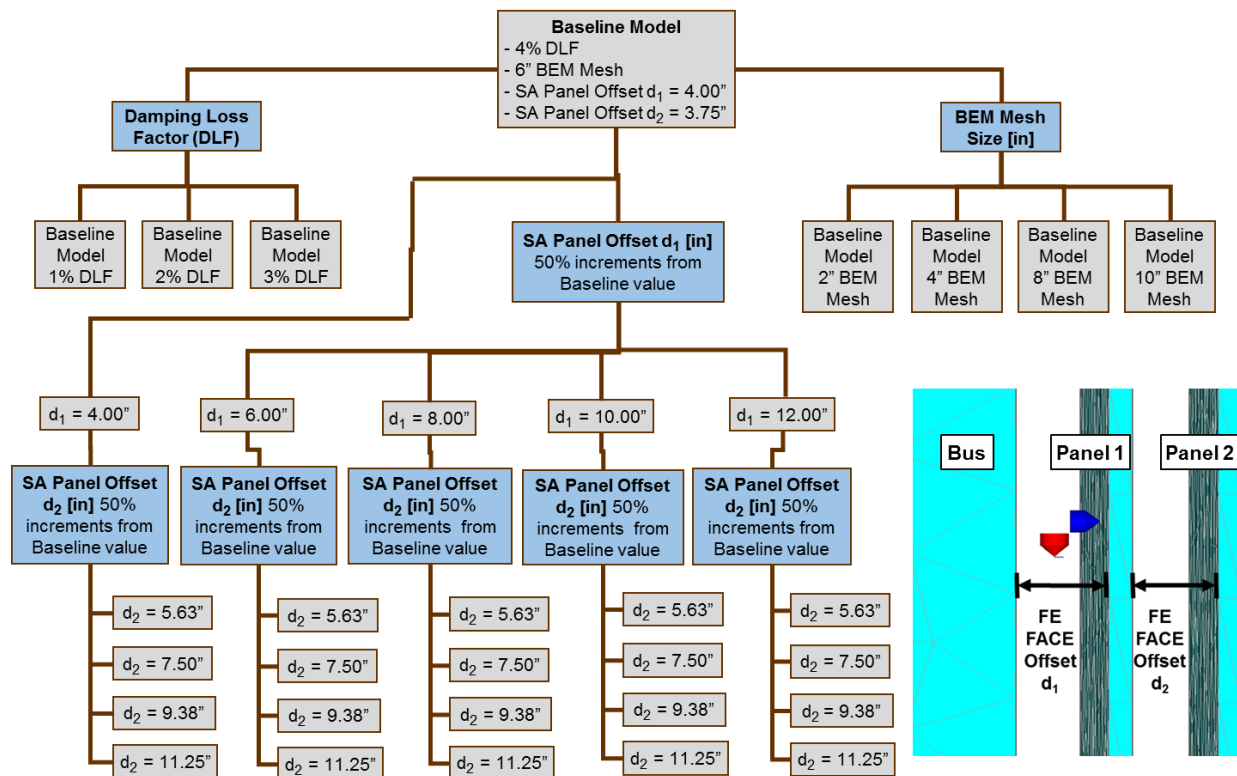 Baseline Model
- 4% DLF
- 6” BEM Mesh
- SA Panel Offset d₁ = 4.00”
- SA Panel Offset d₂ = 3.75”
Damping Loss
Factor (DLF)
BEM Mesh
Size [in]
Baseline
Model
1% DLF
Baseline
Model
2% DLF
Baseline
Model
3% DLF
SA Panel Offset d₁ [in]
50% increments from
Baseline value
Baseline
Model
2” BEM
Mesh
Baseline
Model
4” BEM
Mesh
Baseline
Model
8” BEM
Mesh
Baseline
Model
10” BEM
Mesh
d₁ = 4.00”
d₁ = 6.00”
d₁ = 8.00”
d₁ = 10.00”
d₁ = 12.00”
SA Panel Offset
d₂ [in] 50%
increments from
Baseline value
SA Panel Offset
d₂ [in] 50%
increments from
Baseline value
SA Panel Offset
d₂ [in] 50%
increments from
Baseline value
SA Panel Offset
d₂ [in] 50%
increments from
Baseline value
SA Panel Offset
d₂ [in] 50%
increments from
Baseline value
d₂ = 5.63”
d₂ = 7.50”
d₂ = 9.38”
d₂ = 11.25”
d₂ = 5.63”
d₂ = 7.50”
d₂ = 9.38”
d₂ = 11.25”
d₂ = 5.63”
d₂ = 7.50”
d₂ = 9.38”
d₂ = 11.25”
d₂ = 5.63”
d₂ = 7.50”
d₂ = 9.38”
d₂ = 11.25”
d₂ = 5.63”
d₂ = 7.50”
d₂ = 9.38”
d₂ = 11.25”
Bus
Panel 1
Panel 2
FE
FACE
Offset
d₁
FE
FACE
Offset
d₂